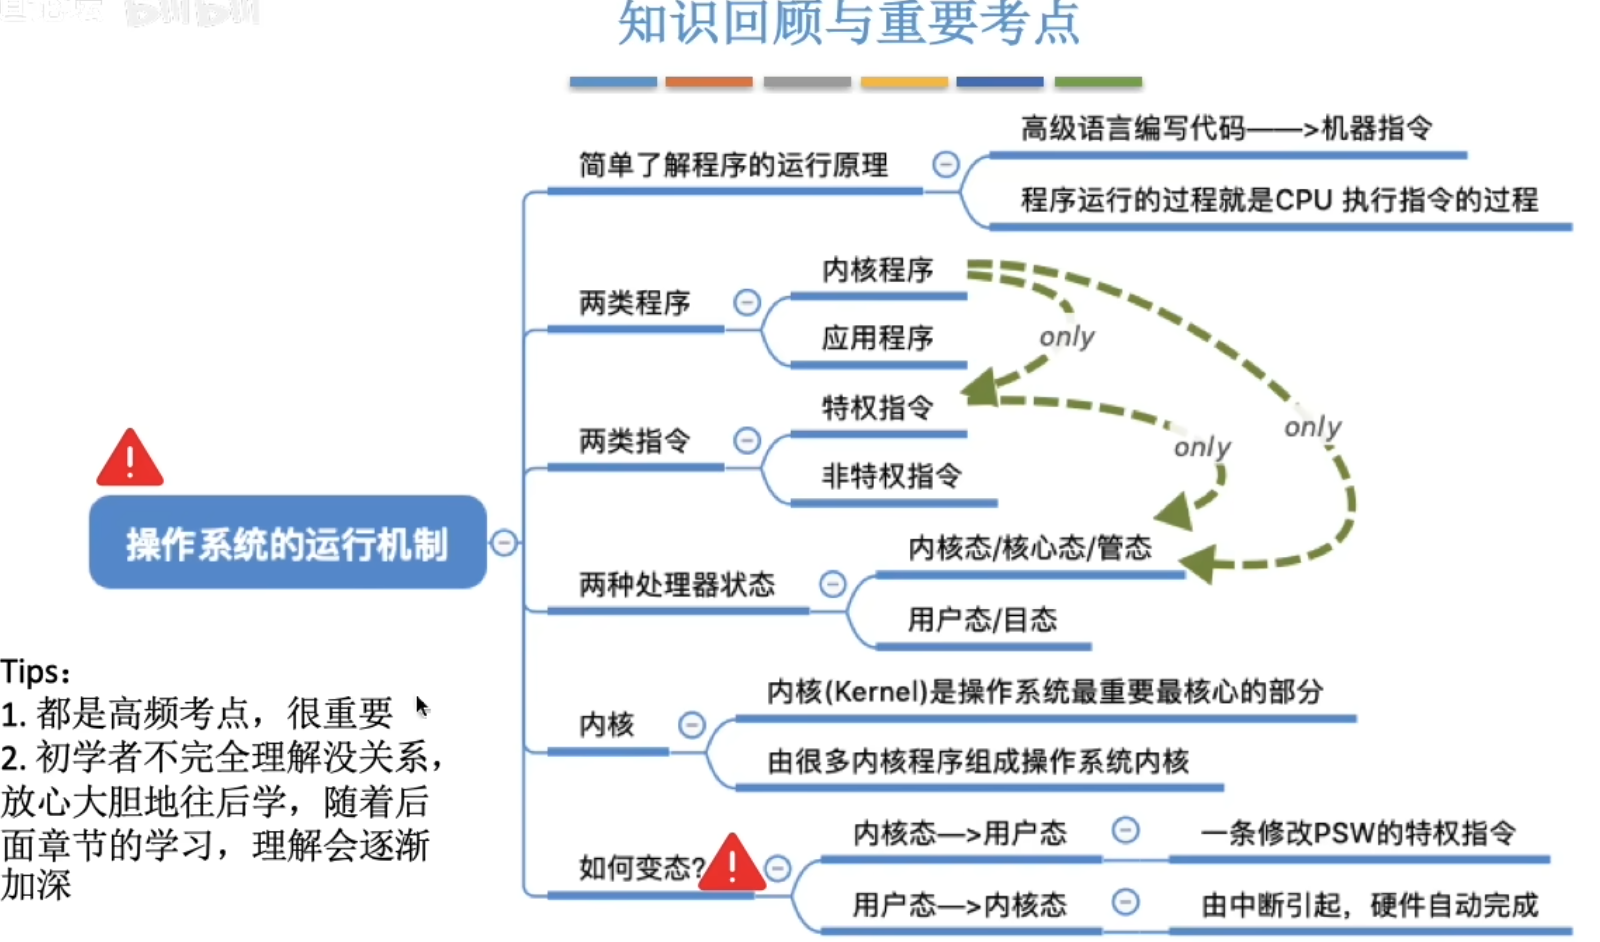 知识回顾与重要考点
高级语言编写代码——>机器指令
简单了解程序的运行原理
程序运行的过程就是CPU 执行指令的过程
内核程序
两类程序
应用程序
only
特权指令
only
两类指令
only
非特权指令
操作系统的运行机制
内核态/核心态/管态
两种处理器状态
用户态/目态
内核(Kernel)是操作系统最重要最核心的部分
内核
由很多内核程序组成操作系统内核
内核态—>用户态
一条修改PSW的特权指令
如何变态?
用户态—>内核态
由中断引起，硬件自动完成
Tips：
1. 都是高频考点，很重要
2. 初学者不完全理解没关系，
放心大胆地往后学，随着后
面章节的学习，理解会逐渐
加深